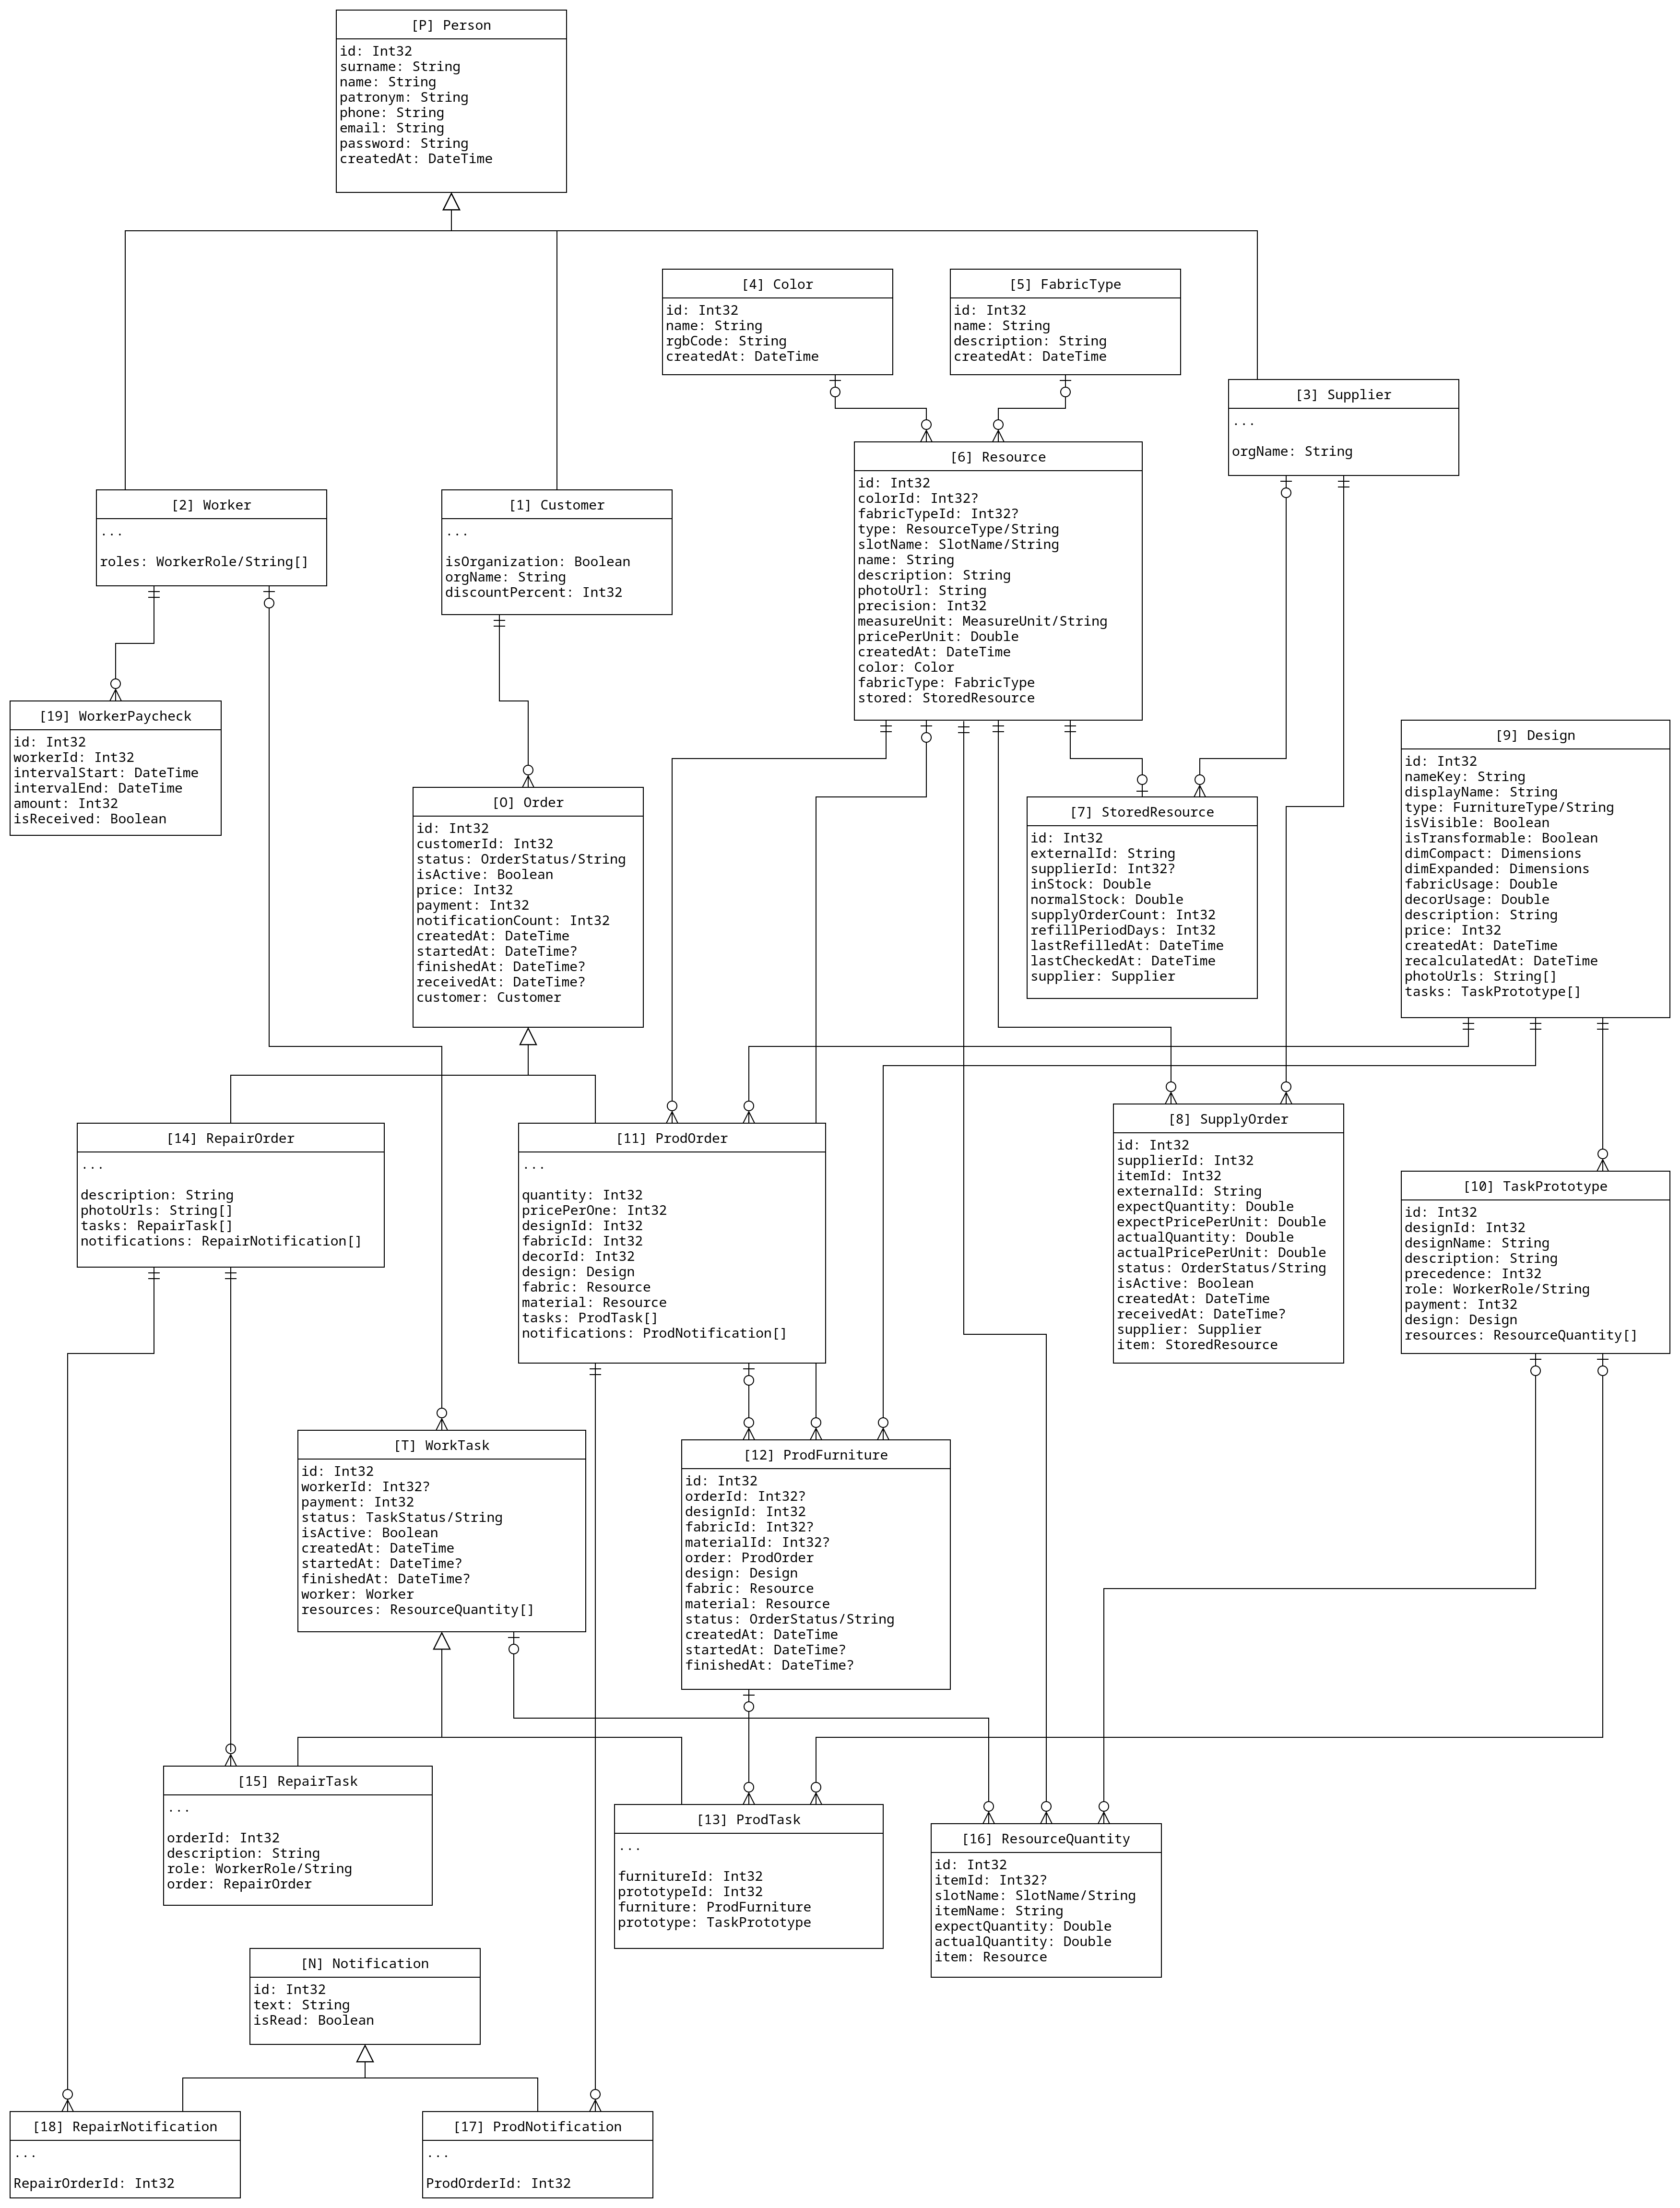 [P] Person
id: Int32
surname: String
name: String
patronym: String
phone: String
email: String
password: String
createdAt: DateTime
[4] Color
id: Int32
name: String
rgbCode: String
createdAt: DateTime
[5] FabricType
id: Int32
name: String
description: String
createdAt: DateTime
[3] Supplier
...
orgName: String
[6] Resource
id: Int32
colorId: Int32?
fabricTypeId: Int32?
type: ResourceType/String
slotName: SlotName/String
name: String
description: String
photoUrl: String
precision: Int32
measureUnit: MeasureUnit/String
pricePerUnit: Double
createdAt: DateTime
color: Color
fabricType: FabricType
stored: StoredResource
[2] Worker
...
roles: WorkerRole/String[]
[1] Customer
...
isOrganization: Boolean
orgName: String
discountPercent: Int32
[19] WorkerPaycheck
id: Int32
workerId: Int32
intervalStart: DateTime
intervalEnd: DateTime
amount: Int32
isReceived: Boolean
[O] Order
id: Int32
customerId: Int32
status: OrderStatus/String
isActive: Boolean
price: Int32
payment: Int32
notificationCount: Int32
createdAt: DateTime
startedAt: DateTime?
finishedAt: DateTime?
receivedAt: DateTime?
customer: Customer
[7] StoredResource
id: Int32
externalId: String
supplierId: Int32?
inStock: Double
normalStock: Double
supplyOrderCount: Int32
refillPeriodDays: Int32
lastRefilledAt: DateTime
lastCheckedAt: DateTime
supplier: Supplier
[9] Design
id: Int32
nameKey: String
displayName: String
type: FurnitureType/String
isVisible: Boolean
isTransformable: Boolean
dimCompact: Dimensions
dimExpanded: Dimensions
fabricUsage: Double
decorUsage: Double
description: String
price: Int32
createdAt: DateTime
recalculatedAt: DateTime
photoUrls: String[]
tasks: TaskPrototype[]
[14] RepairOrder
...
description: String
photoUrls: String[]
tasks: RepairTask[]
notifications: RepairNotification[]
[11] ProdOrder
...
quantity: Int32
pricePerOne: Int32
designId: Int32
fabricId: Int32
decorId: Int32
design: Design
fabric: Resource
material: Resource
tasks: ProdTask[]
notifications: ProdNotification[]
[8] SupplyOrder
id: Int32
supplierId: Int32
itemId: Int32
externalId: String
expectQuantity: Double
expectPricePerUnit: Double
actualQuantity: Double
actualPricePerUnit: Double
status: OrderStatus/String
isActive: Boolean
createdAt: DateTime
receivedAt: DateTime?
supplier: Supplier
item: StoredResource
[10] TaskPrototype
id: Int32
designId: Int32
designName: String
description: String
precedence: Int32
role: WorkerRole/String
payment: Int32
design: Design
resources: ResourceQuantity[]
[T] WorkTask
id: Int32
workerId: Int32?
payment: Int32
status: TaskStatus/String
isActive: Boolean
createdAt: DateTime
startedAt: DateTime?
finishedAt: DateTime?
worker: Worker
resources: ResourceQuantity[]
[12] ProdFurniture
id: Int32
orderId: Int32?
designId: Int32
fabricId: Int32?
materialId: Int32?
order: ProdOrder
design: Design
fabric: Resource
material: Resource
status: OrderStatus/String
createdAt: DateTime
startedAt: DateTime?
finishedAt: DateTime?
[15] RepairTask
...
orderId: Int32
description: String
role: WorkerRole/String
order: RepairOrder
[13] ProdTask
...
furnitureId: Int32
prototypeId: Int32
furniture: ProdFurniture
prototype: TaskPrototype
[16] ResourceQuantity
id: Int32
itemId: Int32?
slotName: SlotName/String
itemName: String
expectQuantity: Double
actualQuantity: Double
item: Resource
[N] Notification
id: Int32
text: String
isRead: Boolean
[18] RepairNotification
...
RepairOrderId: Int32
[17] ProdNotification
...
ProdOrderId: Int32